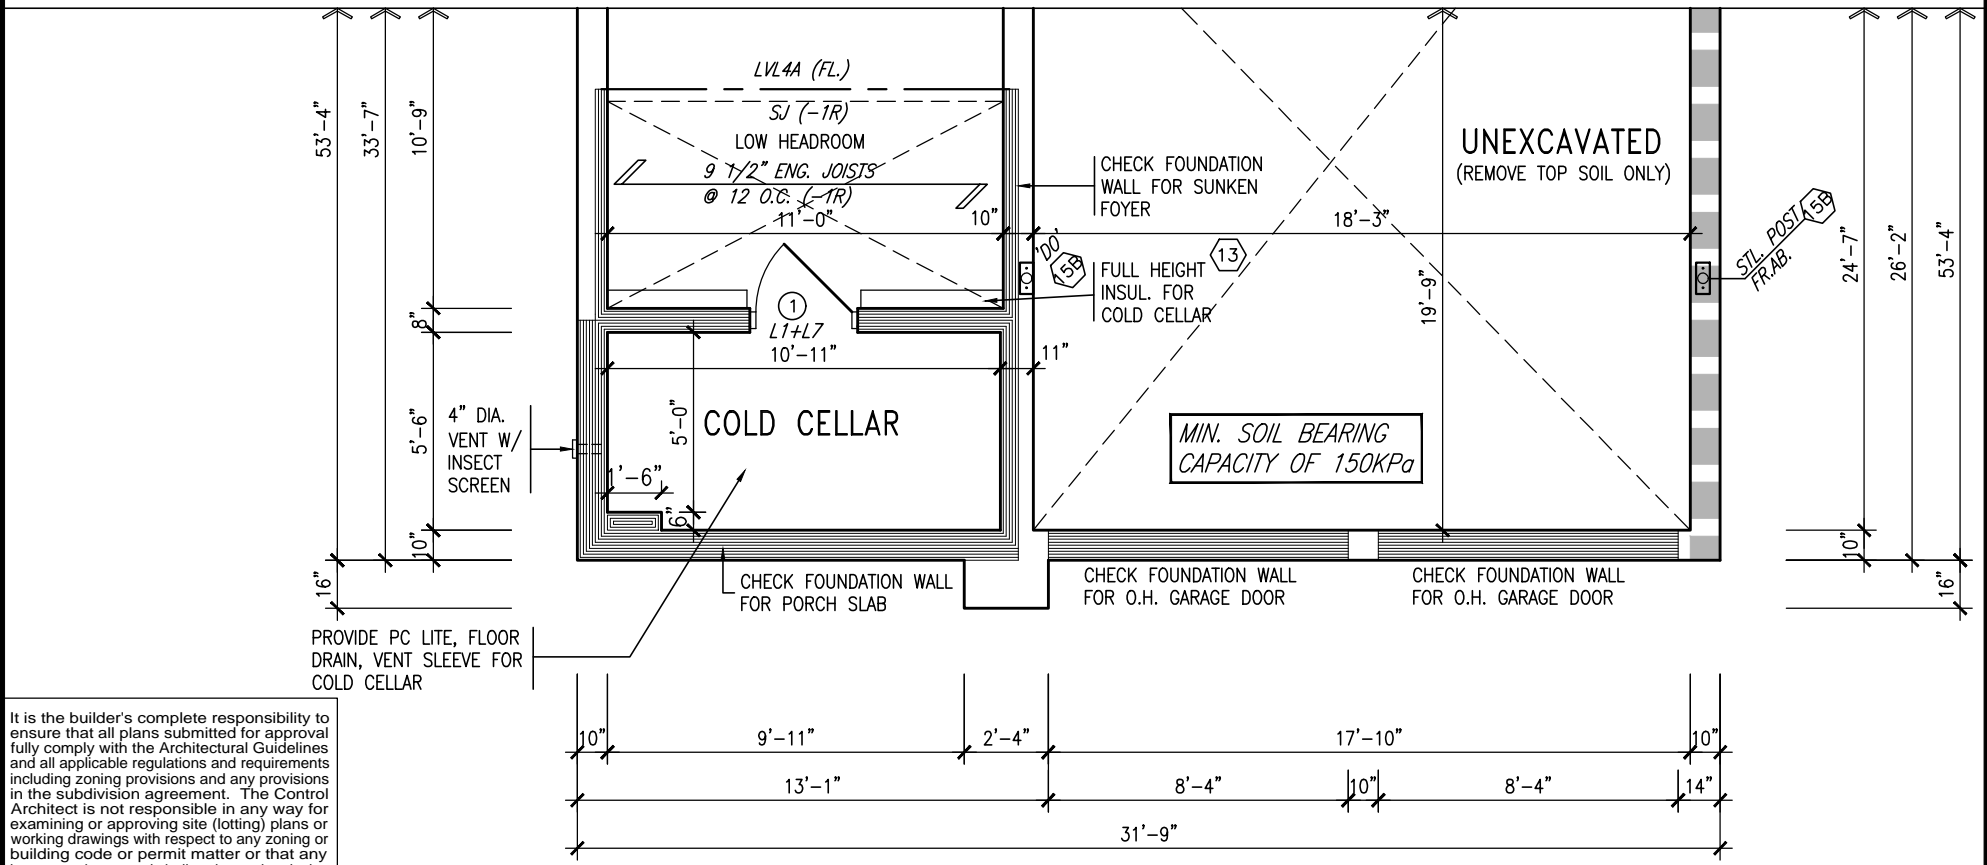 53'-4"
33'-7"
10'-9"
8"
5'-6"
10"
16"
LVL4A (FL.)
SJ (-1R)
LOW HEADROOM
9 1/2" ENG. JOISTS
@ 12 O.C. (-1R)
11'-0"
10"
CHECK FOUNDATION
WALL FOR SUNKEN
FOYER
UNEXCAVATED
(REMOVE TOP SOIL ONLY)
18'-3"
'DO'
15B
13
FULL HEIGHT
INSUL. FOR
COLD CELLAR
19'-9"
STL. POST
FR.AB.
15B
24'-7"
26'-2"
53'-4"
10"
16"
1
L1+L7
10'-11"
11"
5'-0"
COLD CELLAR
1'-6"
6"
4" DIA.
VENT W/
INSECT
SCREEN
MIN. SOIL BEARING
CAPACITY OF 150KPa
CHECK FOUNDATION WALL
FOR PORCH SLAB
CHECK FOUNDATION WALL
FOR O.H. GARAGE DOOR
CHECK FOUNDATION WALL
FOR O.H. GARAGE DOOR
PROVIDE PC LITE, FLOOR
DRAIN, VENT SLEEVE FOR
COLD CELLAR
10" 9'-11" 2'-4" 17'-10" 10"
13'-1" 8'-4" 10" 8'-4" 14"
31'-9"
It is the builder's complete responsibility to
ensure that all plans submitted for approval
fully comply with the Architectural Guidelines
and all applicable regulations and requirements
including zoning provisions and any provisions
in the subdivision agreement. The Control
Architect is not responsible in any way for
examining or approving site (lotting) plans or
working drawings with respect to any zoning or
building code or permit matter or that any